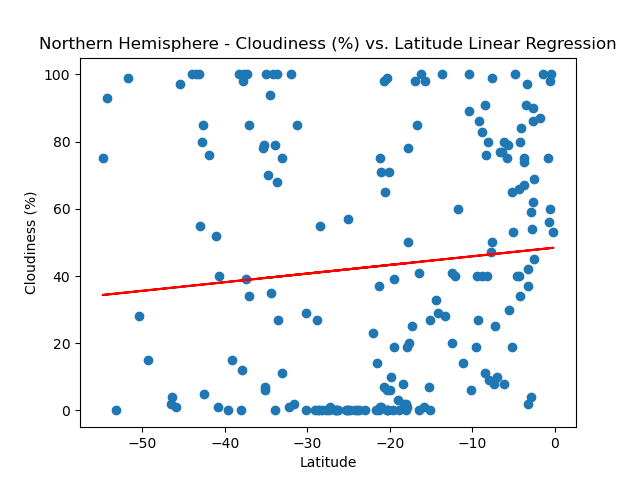 Northern Hemisphere - Cloudiness (%) vs. Latitude Linear Regression
100
80
60
40
20
0
Cloudiness (%)
−50 −40 −30 −20 −10 0
Latitude